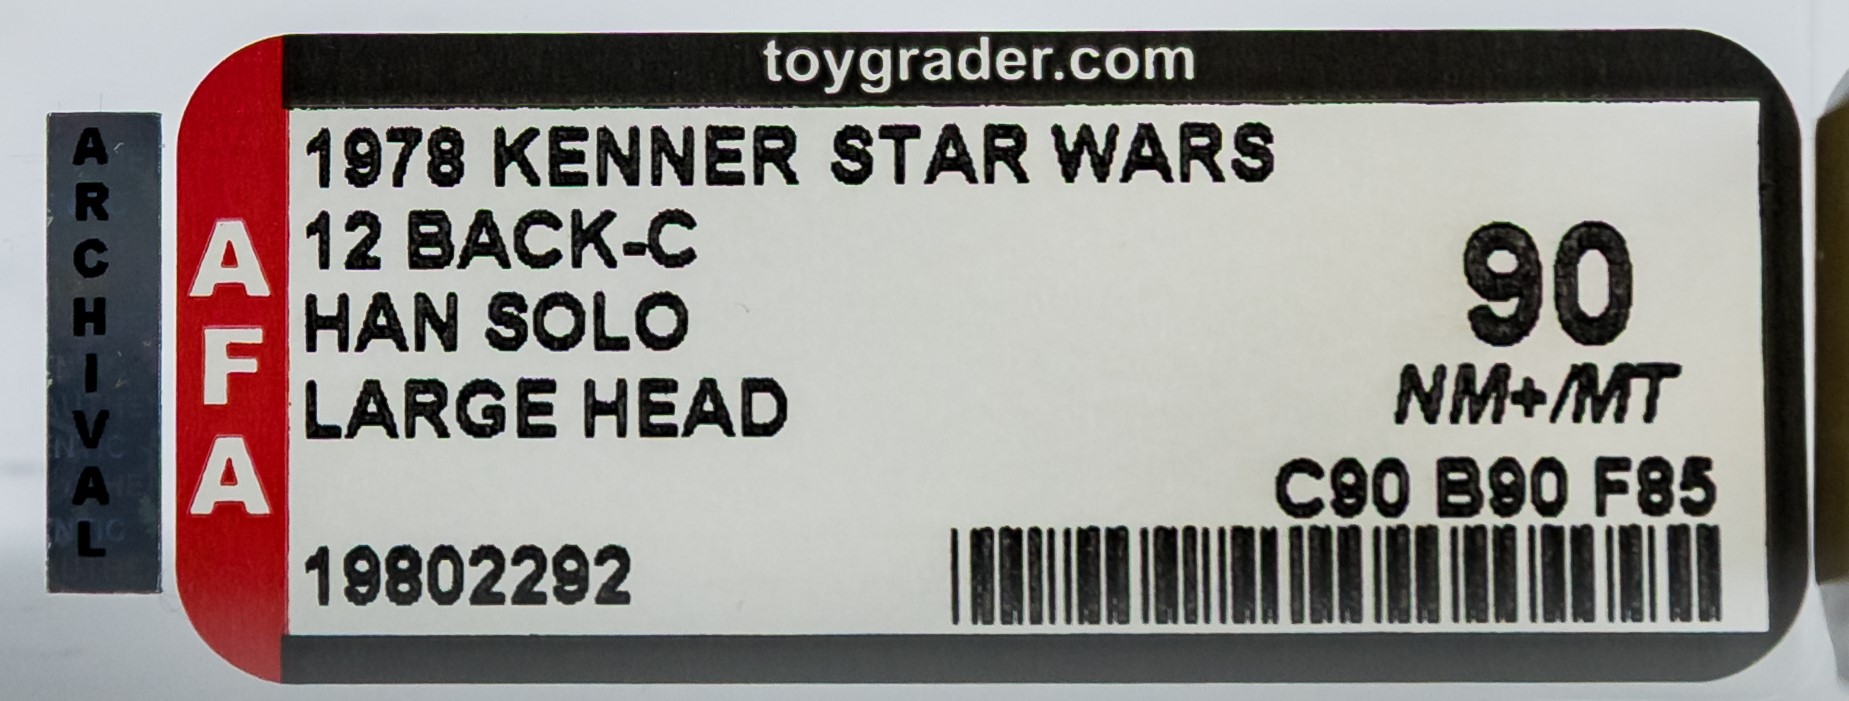 toygrader.com
ARCHIVAL
AFA
1978 KENNER STAR WARS
12 BACK-C
HAN SOLO
LARGE HEAD
90
NM+/MT
C90 B90 F85
19802292